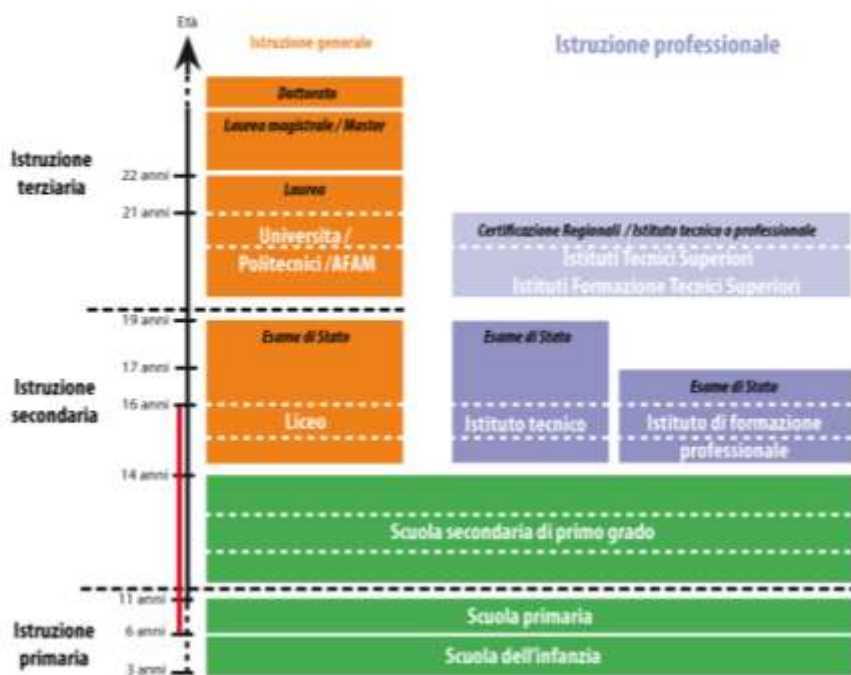 Età
Istruzione generale
Istruzione professionale
Dottorato
Laurea magistrale / Master
Istruzione
terziaria
22 anni
Laurea
21 anni
Universita /
Politecnici /AFAM
Certificazione Regionali / Istituto tecnico o professionale
Istituti Tecnici Superiori
Istituti Formazione Tecnici Superiori
19 anni
Esame di Stato
Esame di Stato
17 anni
Esame di Stato
Istruzione
secondaria
16 anni
Liceo
Istituto tecnico
Istituto di formazione
professionale
14 anni
Scuola secondaria di primo grado
11 anni
Scuola primaria
Istruzione
primaria
6 anni
Scuola dell'infanzia
3 anni